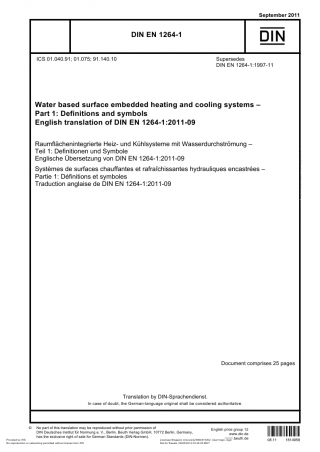 September 2011
DIN EN 1264-1
DIN
ICS 01.040.91; 01.075; 91.140.10
Supersedes
DIN EN 1264-1:1997-11
Water based surface embedded heating and cooling systems –
Part 1: Definitions and symbols
English translation of DIN EN 1264-1:2011-09
Raumflächenintegrierte Heiz- und Kühlsysteme mit Wasserdurchströmung –
Teil 1: Definitionen und Symbole
Englische Übersetzung von DIN EN 1264-1:2011-09
Systèmes de surfaces chauffantes et rafraîchissantes hydrauliques encastrées –
Partie 1: Définitions et symboles
Traduction anglaise de DIN EN 1264-1:2011-09
Document comprises 25 pages
Translation by DIN-Sprachendienst.
In case of doubt, the German-language original shall be considered authoritative.
© No part of this translation may be reproduced without prior permission of
DIN Deutsches Institut für Normung e. V., Berlin. Beuth Verlag GmbH, 10772 Berlin, Germany,
has the exclusive right of sale for German Standards (DIN-Normen).
English price group 12
www.din.de
www.beuth.de